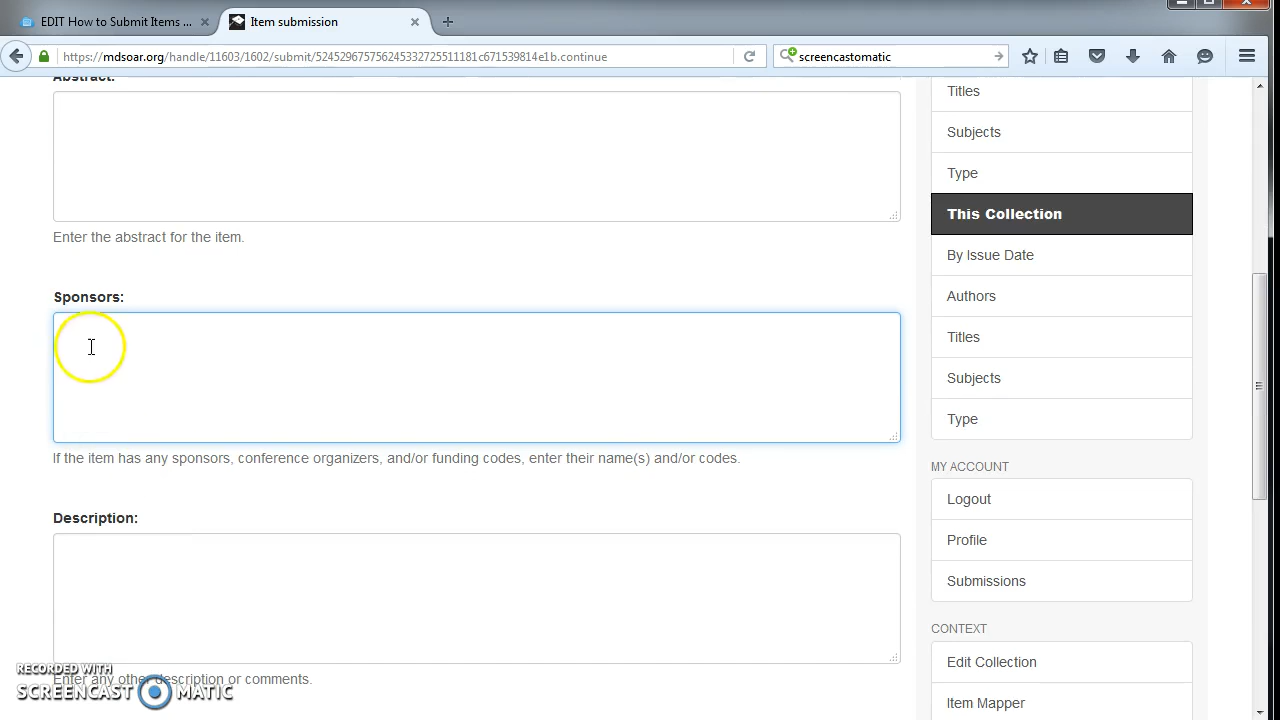 EDIT How to Submit Items ...
Item submission
https://mdsoar.org/handle/11603/1602/submit/524529675756245332725511181c671539814e1b.continue
screencastomatic
Abstract:
Enter the abstract for the item.
Sponsors:
If the item has any sponsors, conference organizers, and/or funding codes, enter their name(s) and/or codes.
Description:
Enter any other description or comments.
Titles
Subjects
Type
This Collection
By Issue Date
Authors
Titles
Subjects
Type
MY ACCOUNT
Logout
Profile
Submissions
CONTEXT
Edit Collection
Item Mapper
RECORDED WITH
SCREENCAST MATIC